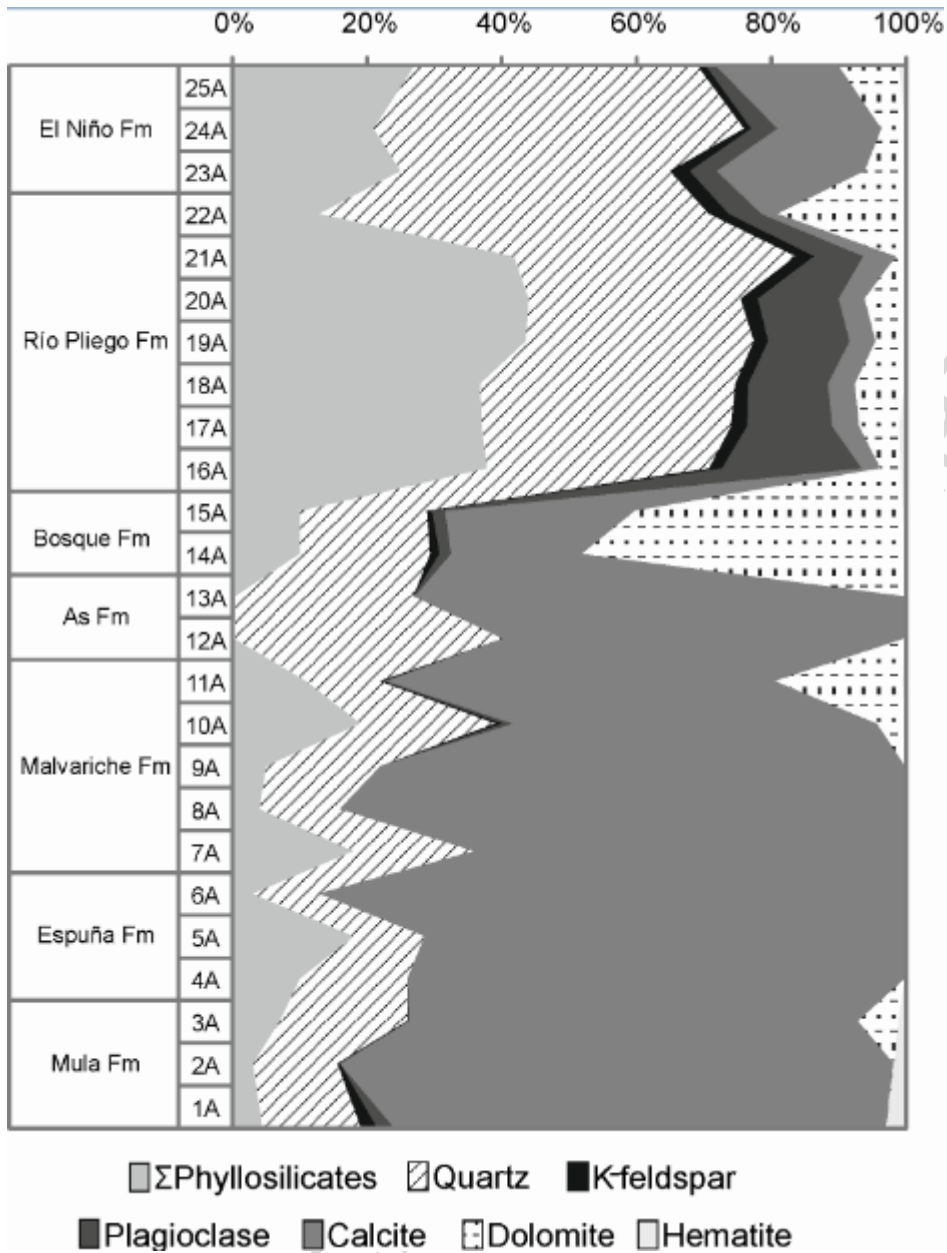 0% 20% 40% 60% 80% 100%
El Niño Fm
25A
24A
23A
Río Pliego Fm
22A
21A
20A
19A
18A
17A
16A
Bosque Fm
15A
14A
As Fm
13A
12A
Malvariche Fm
11A
10A
9A
8A
7A
Espuña Fm
6A
5A
4A
Mula Fm
3A
2A
1A
ΣPhyllosilicates Quartz K-feldspar
Plagioclase Calcite Dolomite Hematite